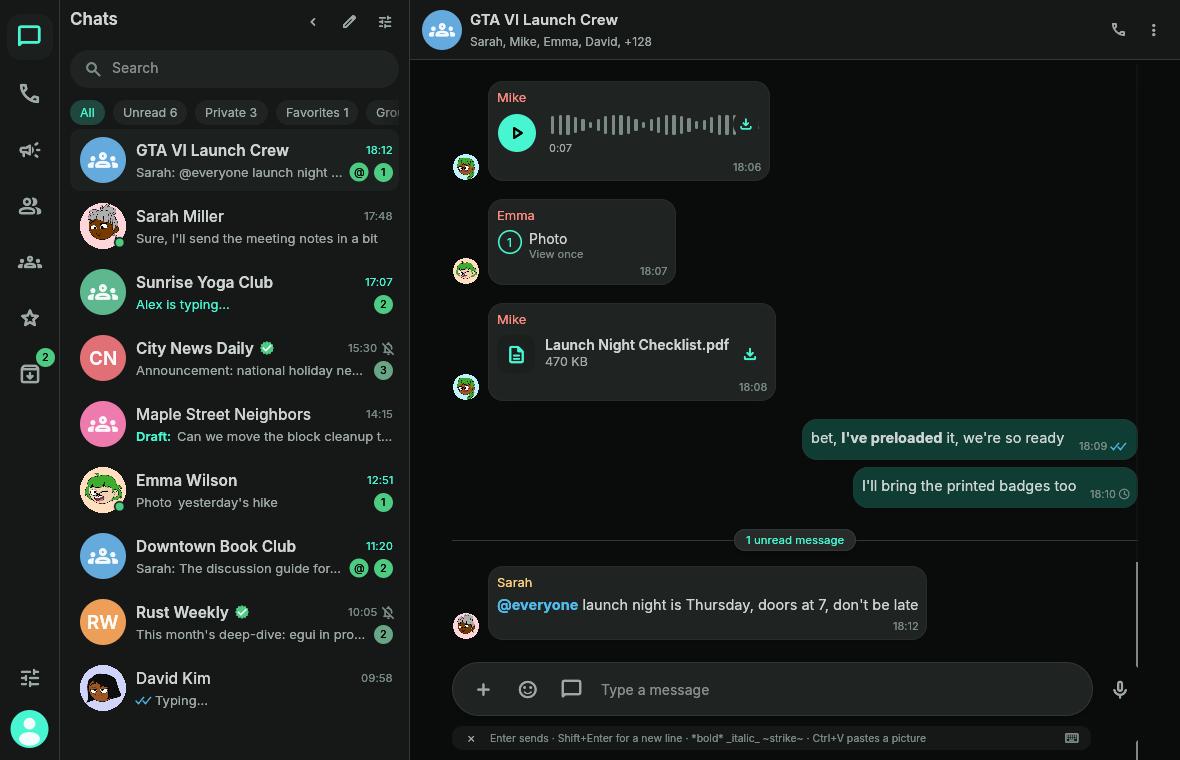 Chats
Search
All
Unread 6
Private 3
Favorites 1
GTA VI Launch Crew
18:12
Sarah: @everyone launch night ...
@
1
Sarah Miller
17:48
Sure, I'll send the meeting notes in a bit
Sunrise Yoga Club
17:07
Alex is typing...
2
CN
City News Daily
15:30
Announcement: national holiday ne...
3
Maple Street Neighbors
14:15
Draft: Can we move the block cleanup t...
Emma Wilson
12:51
Photo yesterday's hike
1
Downtown Book Club
11:20
Sarah: The discussion guide for...
@
2
RW
Rust Weekly
10:05
This month's deep-dive: egui in pro...
2
David Kim
09:58
Typing...
2
GTA VI Launch Crew
Sarah, Mike, Emma, David, +128
Mike
0:07
18:06
Emma
1
Photo
View once
18:07
Mike
Launch Night Checklist.pdf
470 KB
18:08
bet, I've preloaded it, we're so ready
18:09
I'll bring the printed badges too
18:10
1 unread message
Sarah
@everyone launch night is Thursday, doors at 7, don't be late
18:12
Type a message
Enter sends · Shift+Enter for a new line · *bold* _italic_ ~strike~ · Ctrl+V pastes a picture